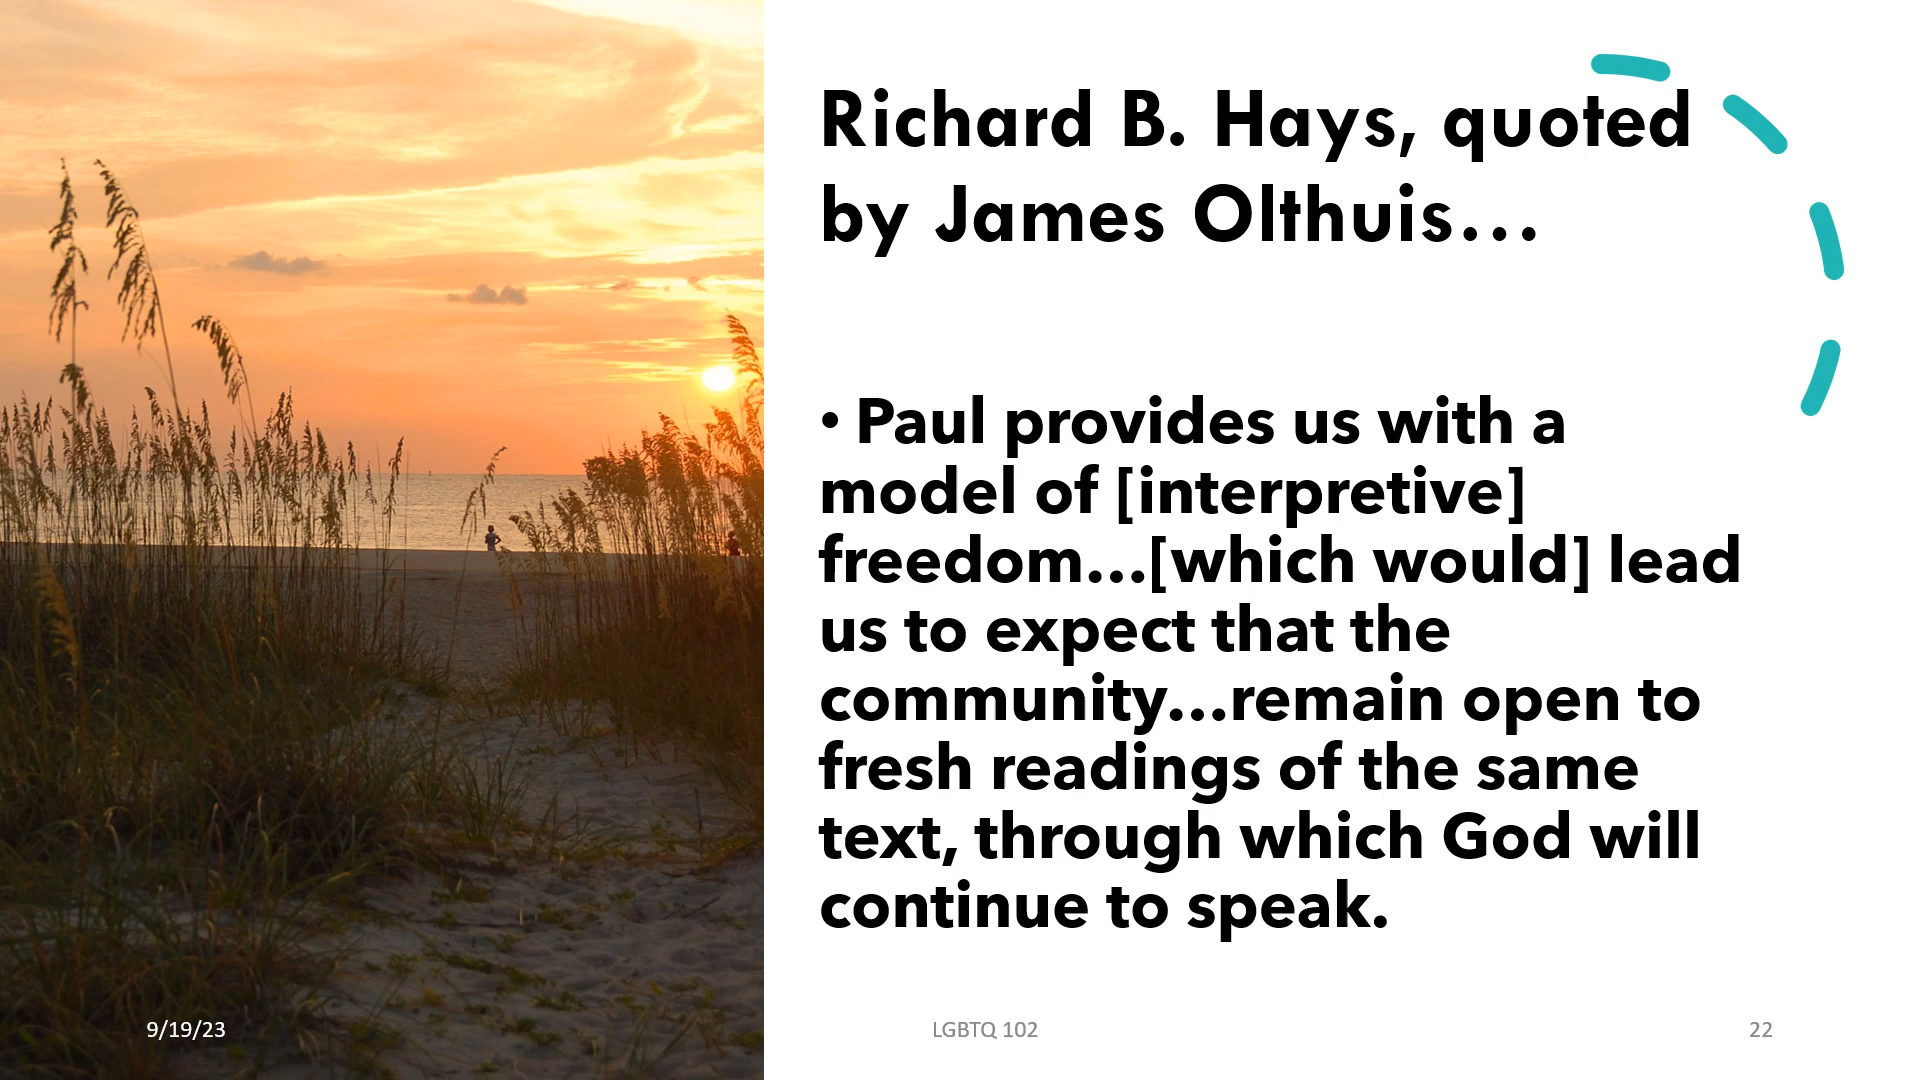 Richard B. Hays, quoted
by James Olthuis…
• Paul provides us with a
model of [interpretive]
freedom…[which would] lead
us to expect that the
community…remain open to
fresh readings of the same
text, through which God will
continue to speak.
9/19/23
LGBTQ 102
22